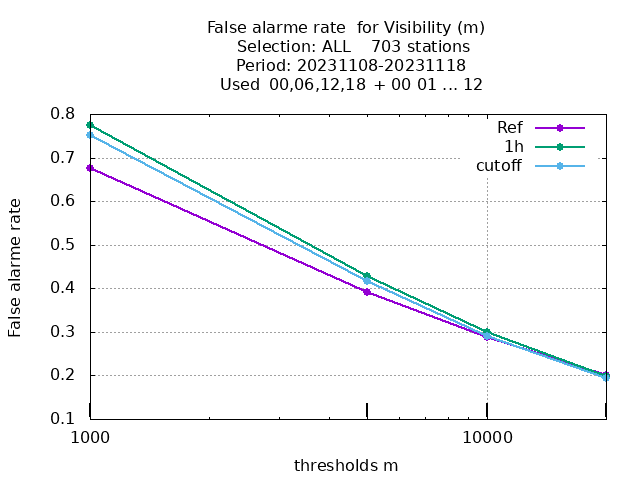 False alarme rate  for Visibility (m)
Selection: ALL    703 stations
Period: 20231108-20231118
Used  00,06,12,18  + 00 01 ... 12
Ref
1h
cutoff
False alarme rate
0.8
0.7
0.6
0.5
0.4
0.3
0.2
0.1
1000
10000
thresholds m